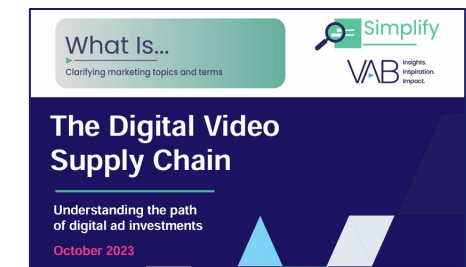 What Is...
Clarifying marketing topics and terms
Simplify
VAB
Insights.
Inspiration.
Impact.
The Digital Video
Supply Chain
Understanding the path
of digital ad investments
October 2023